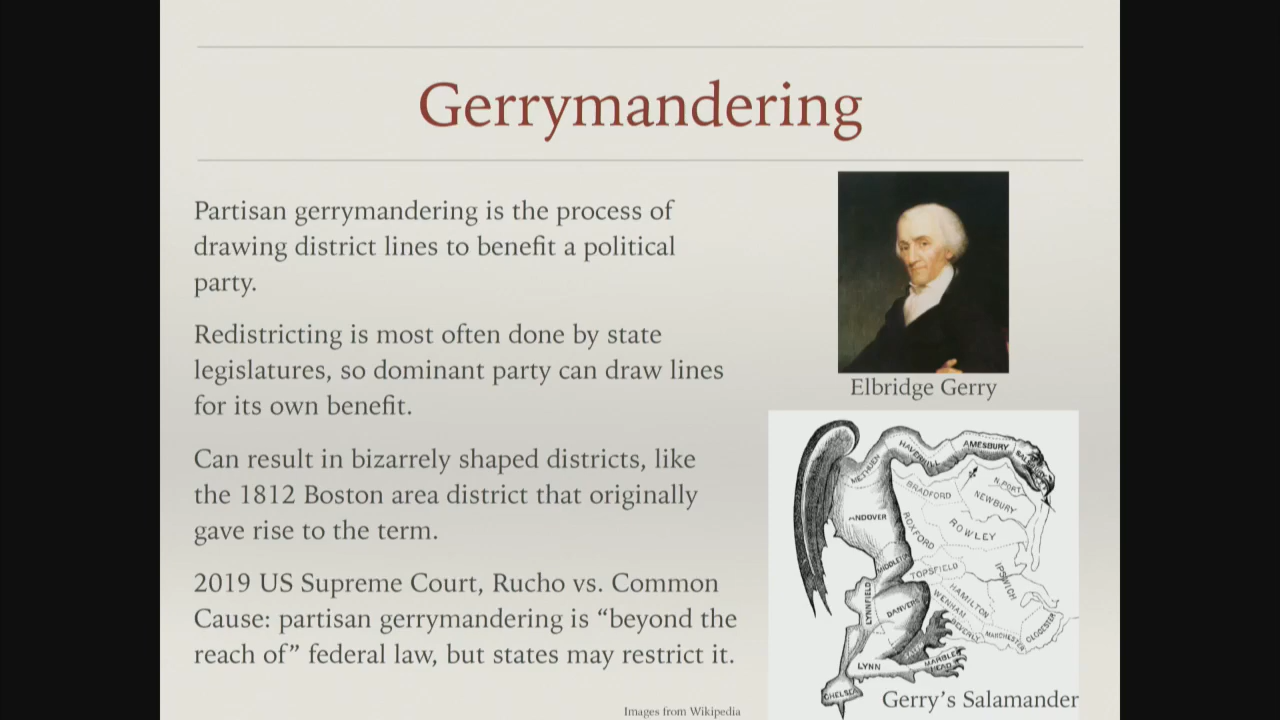 Gerrymandering
Partisan gerrymandering is the process of
drawing district lines to benefit a political
party.
Redistricting is most often done by state
legislatures, so dominant party can draw lines
for its own benefit.
Can result in bizarrely shaped districts, like
the 1812 Boston area district that originally
gave rise to the term.
2019 US Supreme Court, Rucho vs. Common
Cause: partisan gerrymandering is “beyond the
reach of” federal law, but states may restrict it.
Images from Wikipedia
Elbridge Gerry
AMESBURY
HAVERHILL
METHUEN
N.PORT
BRADFORD
NEWBURY
ANDOVER
ROXFORD
ROWLEY
MIDDLETON
TOPSFIELD
IPSWICH
LYNNFIELD
HAMILTON
WENHAM
DANVERS
BEVERLY
MANCHESTER
GLOCESTER
LYNN
MARBLE
HEAD
CHELSEA
Gerry’s Salamander